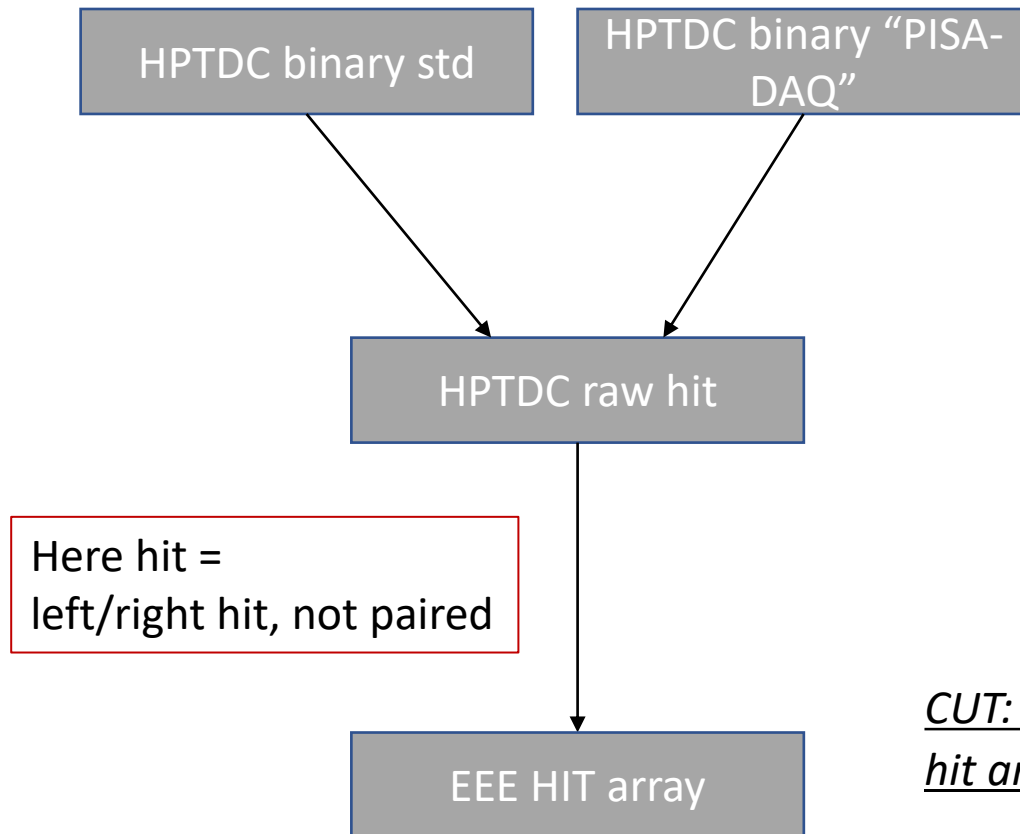 HPTDC binary std
HPTDC binary “PISA-
DAQ”
HPTDC raw hit
Here hit =
left/right hit, not paired
CUT:
hit
EEE HIT array